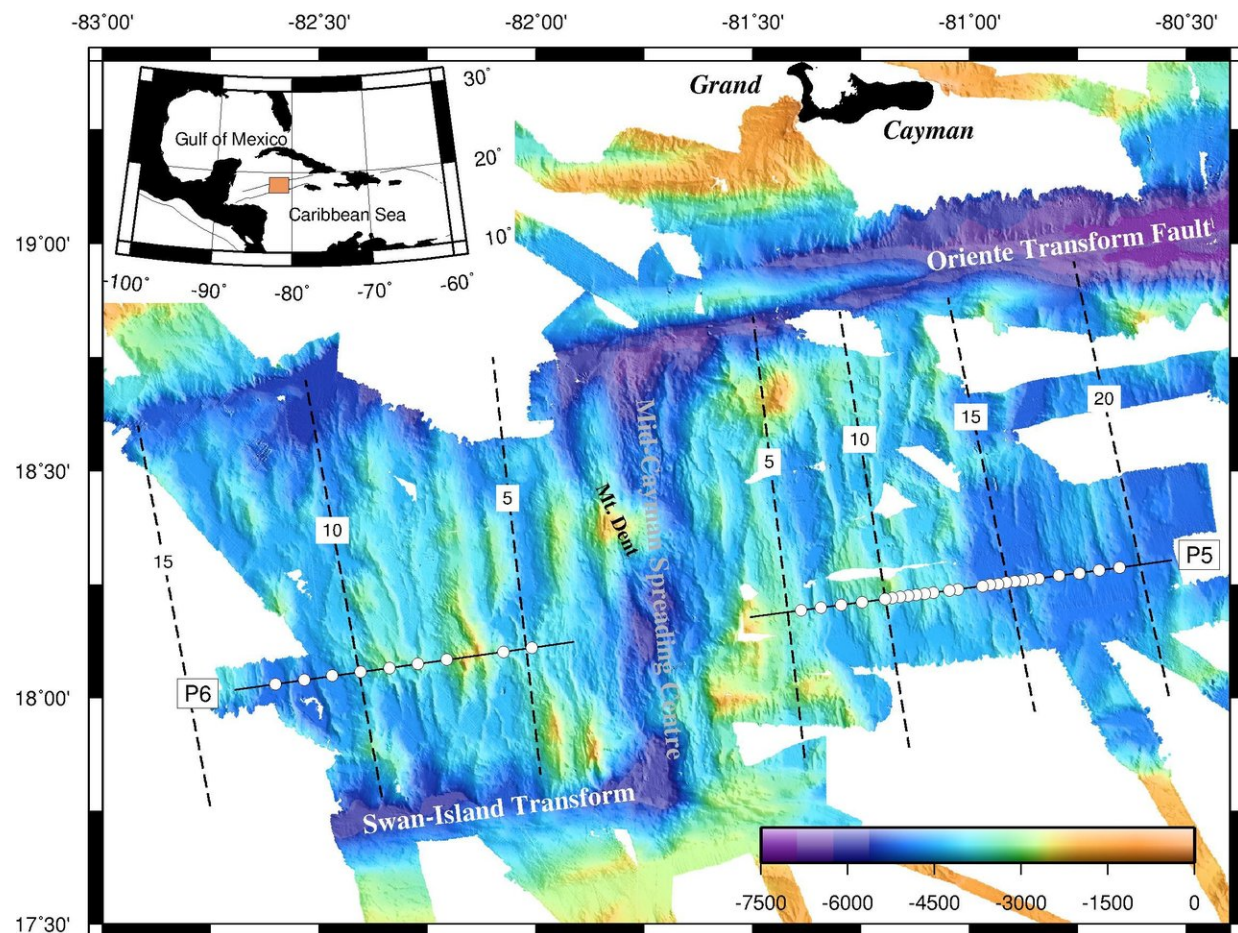 -83°00' -82°30' -82°00' -81°30' -81°00' -80°30'
30°
Gulf of Mexico
20°
Caribbean Sea
10°
-100° -90° -80° -70° -60°
Grand
Cayman
19°00'
Oriente Transform Fault
18°30'
Mid-Cayman Spreading Centre
Mt. Dent
20
15
10
5
5
10
15
P5
18°00'
P6
Swan-Island Transform
17°30'
-7500 -6000 -4500 -3000 -1500 0